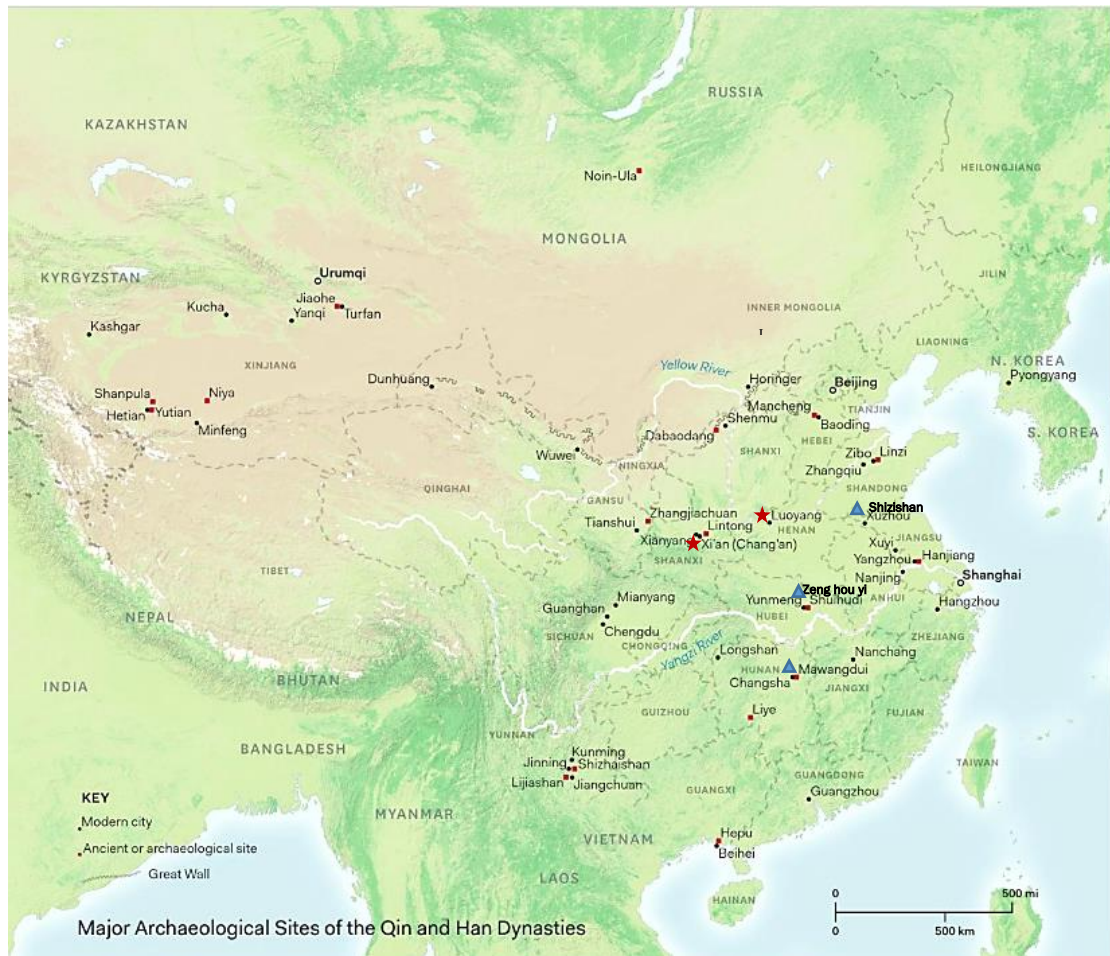 RUSSIA
KAZAKHSTAN
HEILONGJIANG
Noin-Ula
MONGOLIA
JILIN
KYRGYZSTAN
Urumqi
Jiaohe
Turfan
Yanqi
Kucha
Kashgar
INNER MONGOLIA
LIAONING
N. KOREA
Pyongyang
XINJIANG
Yellow River
Dunhuang
Horinger
Beijing
Shanpula
Niya
Hetian
Yutian
Minfeng
Mancheng
TIANJIN
Baoding
Shenmu
Dabaodang
HEBEI
S. KOREA
Wuwei
NINGXIA
SHANXI
Zibo
Linzi
Zhangqiu
QINGHAI
GANSU
SHANDONG
Shizishan
Xuzhou
Zhangjiachuan
Tianshui
Lintong
Luoyang
HENAN
Xianyang
Xi'an (Chang'an)
SHAANXI
Xuyi
JIANGSU
Yangzhou
Hanjiang
Nanjing
Shanghai
TIBET
Zeng hou yi
Yunmeng
Shuihudi
ANHUI
HUBEI
Hangzhou
Mianyang
Guanghan
Chengdu
SICHUAN
CHONGQING
Yangzi River
NEPAL
ZHEJIANG
Longshan
Nanchang
HUNAN
Mawangdui
Changsha
JIANGXI
INDIA
BHUTAN
GUIZHOU
Liye
FUJIAN
YUNNAN
BANGLADESH
Kunming
Jinning
Shizhaishan
Lijiashan
Jiangchuan
TAIWAN
GUANGDONG
GUANGXI
Guangzhou
MYANMAR
VIETNAM
Hepu
Beihei
LAOS
HAINAN
KEY
Modern city
Ancient or archaeological site
Great Wall
0 500 mi
0 500 km
Major Archaeological Sites of the Qin and Han Dynasties